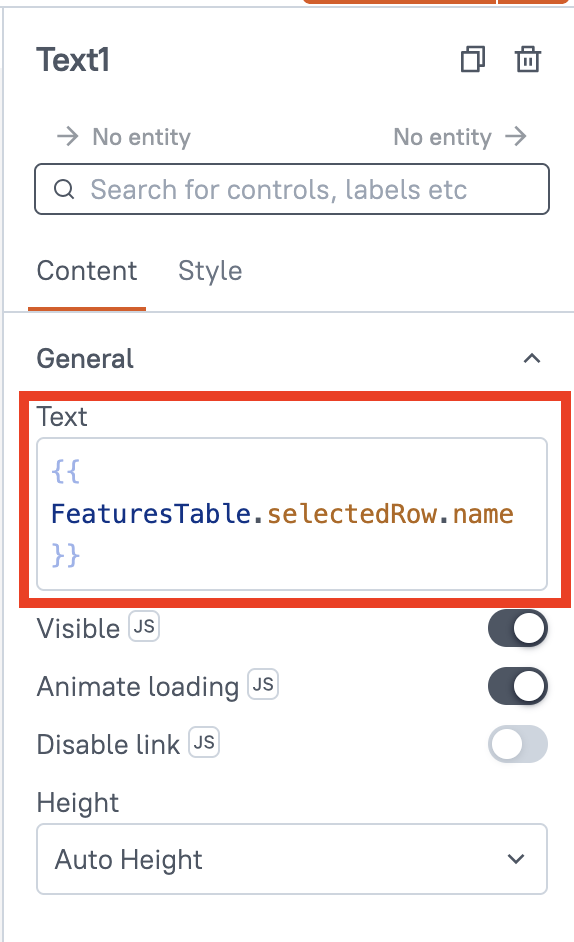 Text1
No entity No entity
Search for controls, labels etc
Content Style
General
Text
{{
FeaturesTable.selectedRow.name
}}
Visible JS
Animate loading JS
Disable link JS
Height
Auto Height